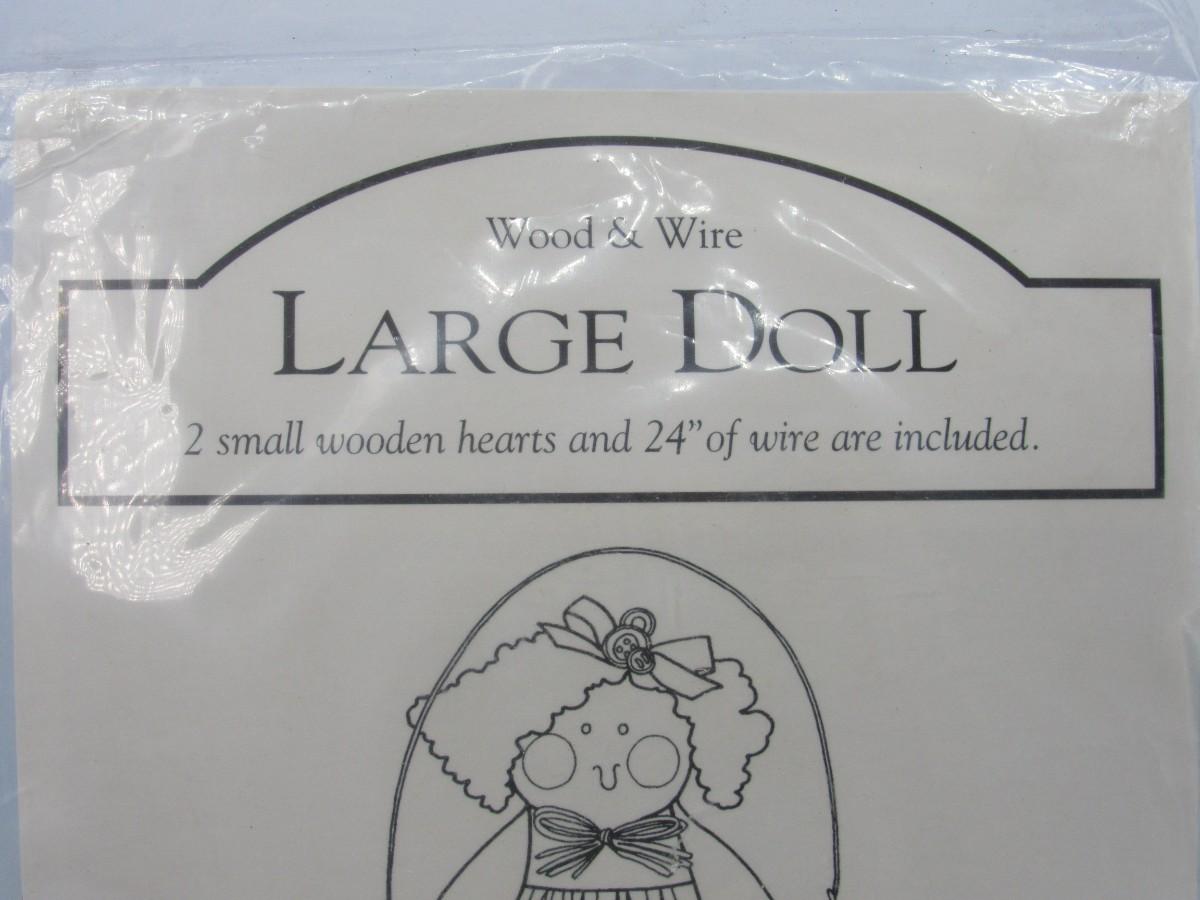 Wood & Wire
LARGE DOLL
2 small wooden hearts and 24” of wire are included.